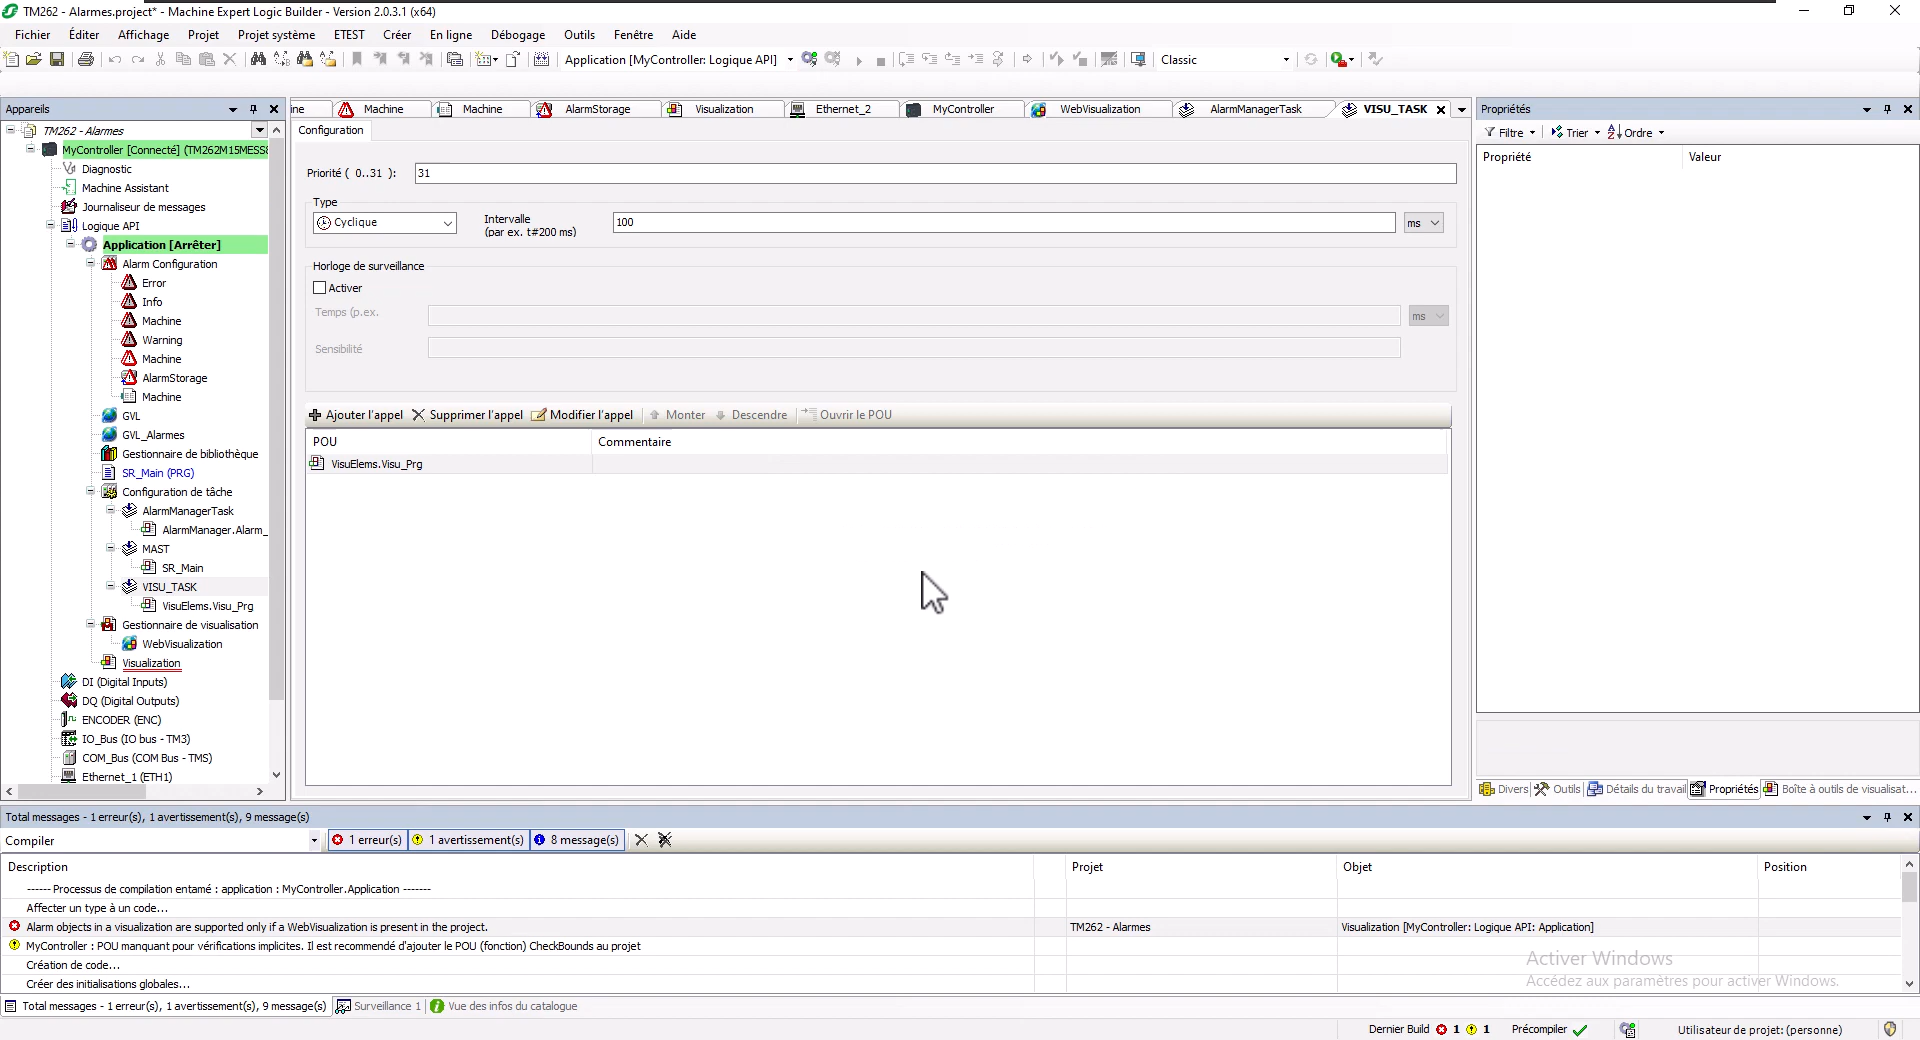 TM262 - Alarmes.project* - Machine Expert Logic Builder - Version 2.0.3.1 (x64)
Fichier Éditer Affichage Projet Projet système ETEST Créer En ligne Débogage Outils Fenêtre Aide
Application [MyController: Logique API] Classic
Appareils
TM262 - Alarmes
MyController [Connecté] (TM262M15MESS8
Diagnostic
Machine Assistant
Journaliseur de messages
Logique API
Application [Arrêter]
Alarm Configuration
Error
Info
Machine
Warning
Machine
AlarmStorage
Machine
GVL
GVL_Alarmes
Gestionnaire de bibliothèque
SR_Main (PRG)
Configuration de tâche
AlarmManagerTask
AlarmManager.Alarm_
MAST
SR_Main
VISU_TASK
VisuElems.Visu_Prg
Gestionnaire de visualisation
WebVisualization
Visualization
DI (Digital Inputs)
DQ (Digital Outputs)
ENCODER (ENC)
IO_Bus (IO bus - TM3)
COM_Bus (COM Bus - TMS)
Ethernet_1 (ETH1)
ine Machine Machine AlarmStorage Visualization Ethernet_2 MyController WebVisualization AlarmManagerTask VISU_TASK
Configuration
Priorité ( 0..31 ): 31
Type
Cyclique Intervalle
(par ex. t#200 ms) 100 ms
Horloge de surveillance
Activer
Temps (p.ex. ms
Sensibilité
Ajouter l'appel Supprimer l'appel Modifier l'appel Monter Descendre Ouvrir le POU
POU Commentaire
VisuElems.Visu_Prg
Propriétés
Filtre Trier Ordre
Propriété Valeur
Divers Outils Détails du travail Propriétés Boîte à outils de visualisat...
Total messages - 1 erreur(s), 1 avertissement(s), 9 message(s)
Compiler 1 erreur(s) 1 avertissement(s) 8 message(s)
Description Projet Objet Position
------ Processus de compilation entamé : application : MyController.Application -------
Affecter un type à un code...
Alarm objects in a visualization are supported only if a WebVisualization is present in the project. TM262 - Alarmes Visualization [MyController: Logique API: Application]
MyController : POU manquant pour vérifications implicites. Il est recommendé d'ajouter le POU (fonction) CheckBounds au projet
Création de code...
Créer des initialisations globales...
Activer Windows
Accédez aux paramètres pour activer Windows.
Total messages - 1 erreur(s), 1 avertissement(s), 9 message(s) Surveillance 1 Vue des infos du catalogue
Dernier Build 1 1 Précompiler Utilisateur de projet: (personne)